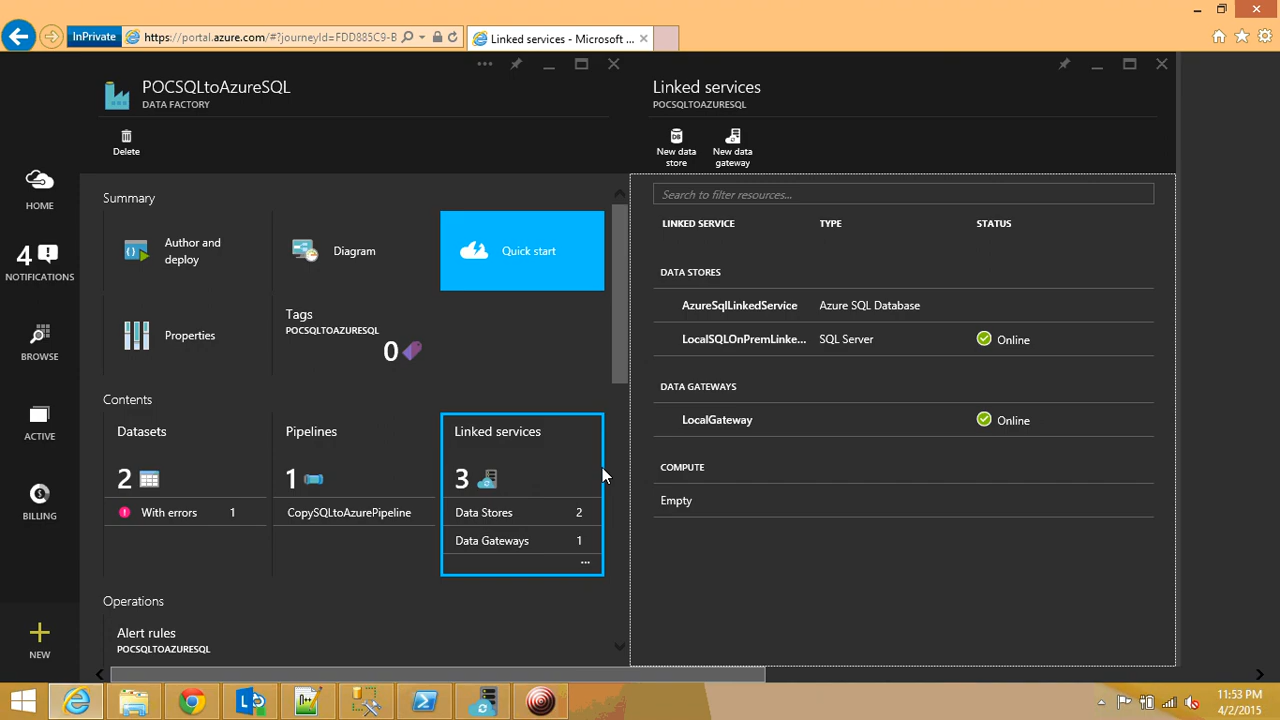 InPrivate
https://portal.azure.com/#?journeyId=FDD885C9-B
Linked services - Microsoft ...
POCSQLtoAzureSQL
DATA FACTORY
Delete
Summary
Author and
deploy
Diagram
Quick start
Properties
Tags
POCSQLTOAZURESQL
0
Contents
Datasets
2
With errors 1
Pipelines
1
CopySQLtoAzurePipeline
Linked services
3
Data Stores 2
Data Gateways 1
...
Operations
Alert rules
POCSQLTOAZURESQL
HOME
4
NOTIFICATIONS
BROWSE
ACTIVE
BILLING
NEW
Linked services
POCSQLTOAZURESQL
New data
store
New data
gateway
Search to filter resources...
LINKED SERVICE TYPE STATUS
DATA STORES
AzureSqlLinkedService Azure SQL Database
LocalSQLOnPremLinke... SQL Server Online
DATA GATEWAYS
LocalGateway Online
COMPUTE
Empty
11:53 PM
4/2/2015